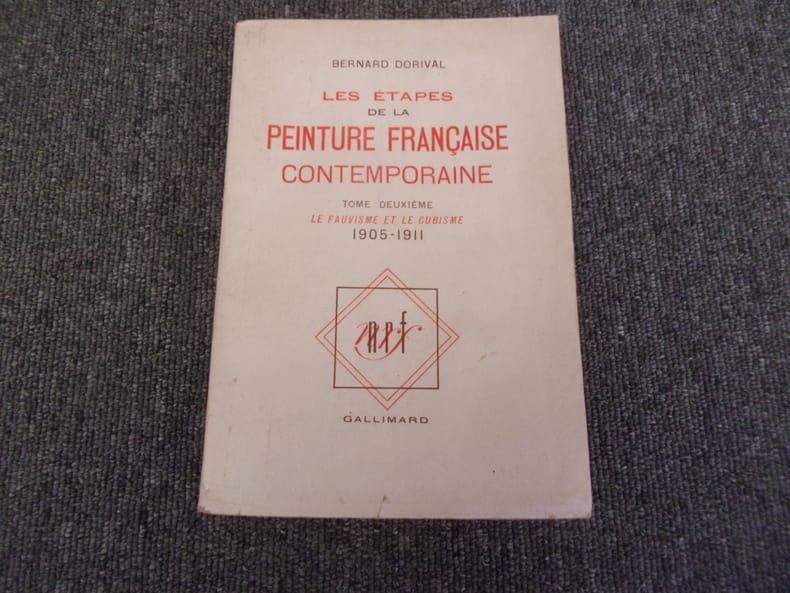 BERNARD DORIVAL
LES ÉTAPES
DE LA
PEINTURE FRANÇAISE
CONTEMPORAINE
TOME DEUXIÈME
LE FAUVISME ET LE CUBISME
1905-1911
nrf
nrf
GALLIMARD